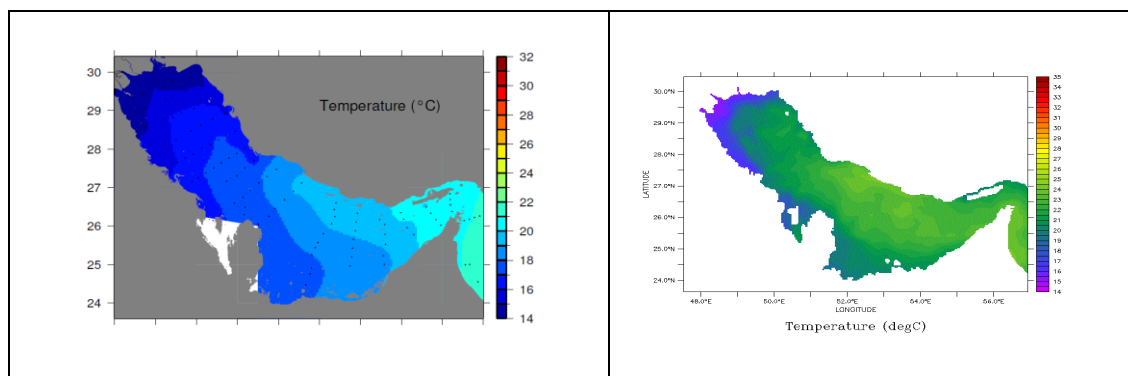 Temperature (°C)
30
29
28
27
26
25
24
32
30
28
26
24
22
20
18
16
14
30.0°N
29.0°N
28.0°N
27.0°N
26.0°N
25.0°N
24.0°N
LATITUDE
48.0°E
50.0°E
52.0°E
54.0°E
56.0°E
LONGITUDE
Temperature (degC)
35
34
33
32
31
30
29
28
27
26
25
24
23
22
21
20
19
18
17
16
15
14